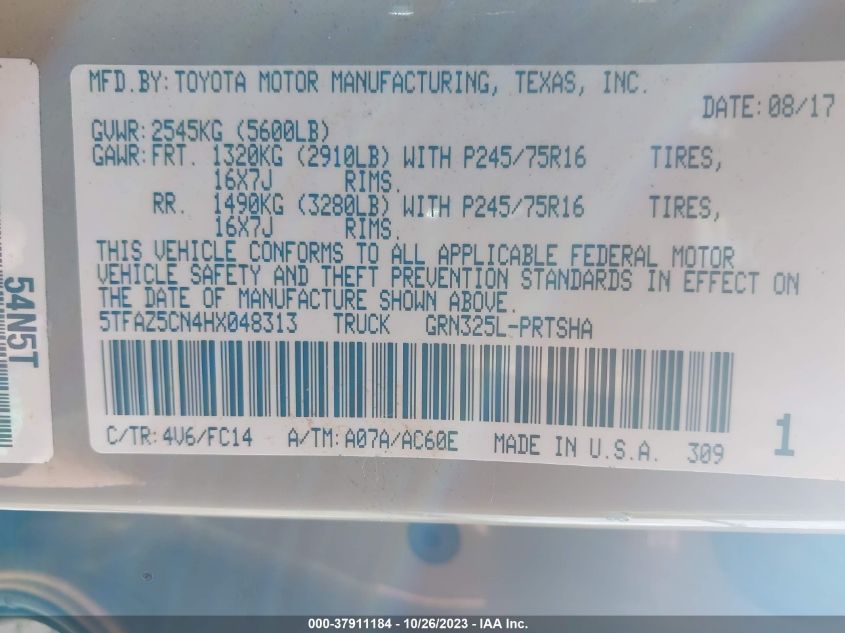 MFD.BY:TOYOTA MOTOR MANUFACTURING, TEXAS, INC.
DATE:08/17
GVWR:2545KG (5600LB)
GAWR:FRT. 1320KG (2910LB) WITH P245/75R16 TIRES,
16X7J RIMS.
RR. 1490KG (3280LB) WITH P245/75R16 TIRES,
16X7J RIMS.
THIS VEHICLE CONFORMS TO ALL APPLICABLE FEDERAL MOTOR
VEHICLE SAFETY AND THEFT PREVENTION STANDARDS IN EFFECT ON
THE DATE OF MANUFACTURE SHOWN ABOVE.
5TFAZ5CN4HX048313 TRUCK GRN325L-PRTSHA
C/TR:4V6/FC14 A/TM:A07A/AC60E MADE IN U.S.A. 309
1
54N5T
000-37911184 - 10/26/2023 - IAA Inc.